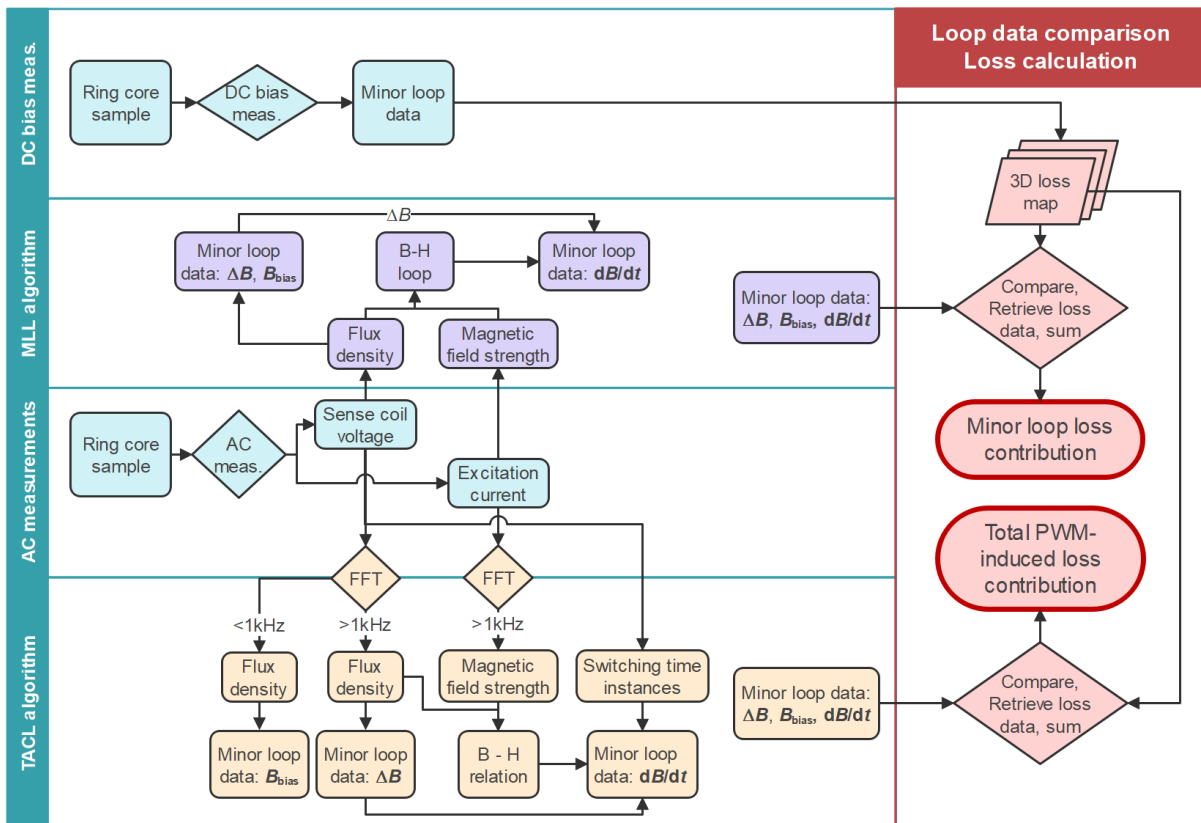 DC bias meas.
Ring core
sample
DC bias
meas.
Minor loop
data
Loop data comparison
Loss calculation
3D loss
map
MLL algorithm
ΔB
Minor loop
data: ΔB, Bbias
B-H
loop
Minor loop
data: dB/dt
Flux
density
Magnetic
field strength
Minor loop data:
ΔB, Bbias, dB/dt
Compare,
Retrieve loss
data, sum
AC measurements
Ring core
sample
AC
meas.
Sense coil
voltage
Excitation
current
Minor loop loss
contribution
Total PWM-
induced loss
contribution
TACL algorithm
FFT
FFT
<1kHz
>1kHz
>1kHz
Flux
density
Flux
density
Magnetic
field strength
Switching time
instances
Minor loop
data: Bbias
Minor loop
data: ΔB
B - H
relation
Minor loop
data: dB/dt
Minor loop data:
ΔB, Bbias, dB/dt
Compare,
Retrieve loss
data, sum